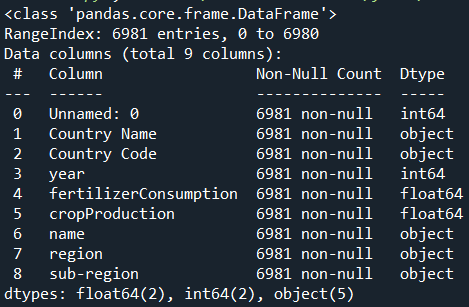 <class 'pandas.core.frame.DataFrame'>
RangeIndex: 6981 entries, 0 to 6980
Data columns (total 9 columns):
 #   Column                 Non-Null Count  Dtype
---  ------                 --------------  -----
 0   Unnamed: 0             6981 non-null   int64
 1   Country Name           6981 non-null   object
 2   Country Code           6981 non-null   object
 3   year                   6981 non-null   int64
 4   fertilizerConsumption  6981 non-null   float64
 5   cropProduction         6981 non-null   float64
 6   name                   6981 non-null   object
 7   region                 6981 non-null   object
 8   sub-region             6981 non-null   object
dtypes: float64(2), int64(2), object(5)